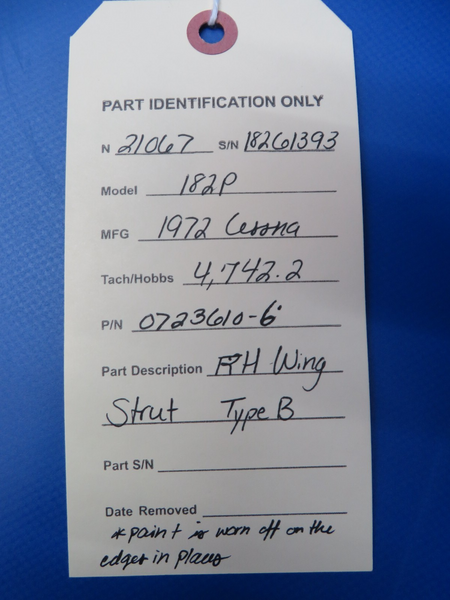 PART IDENTIFICATION ONLY
N 21067 S/N 18261393
Model 182P
MFG 1972 Cessna
Tach/Hobbs 4,742.2
P/N 0723610-6
Part Description RH Wing
Strut Type B
Part S/N
Date Removed
* paint is worn off on the
edges in places